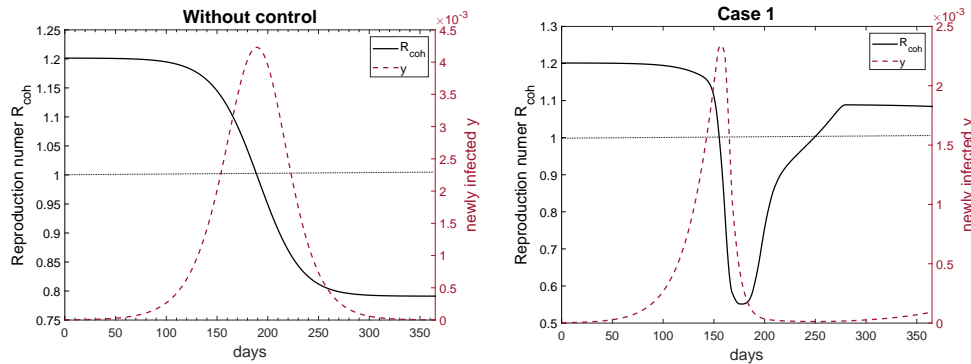 Without control
×10⁻³
1.25
1.2
1.15
1.1
1.05
1
0.95
0.9
0.85
0.8
0.75
Reproduction numer R_coh
4.5
4
3.5
3
2.5
2
1.5
1
0.5
0
newly infected y
R_coh
y
0 50 100 150 200 250 300 350
days
Case 1
×10⁻³
1.3
1.2
1.1
1
0.9
0.8
0.7
0.6
0.5
Reproduction numer R_coh
2.5
2
1.5
1
0.5
0
newly infected y
R_coh
y
0 50 100 150 200 250 300 350
days